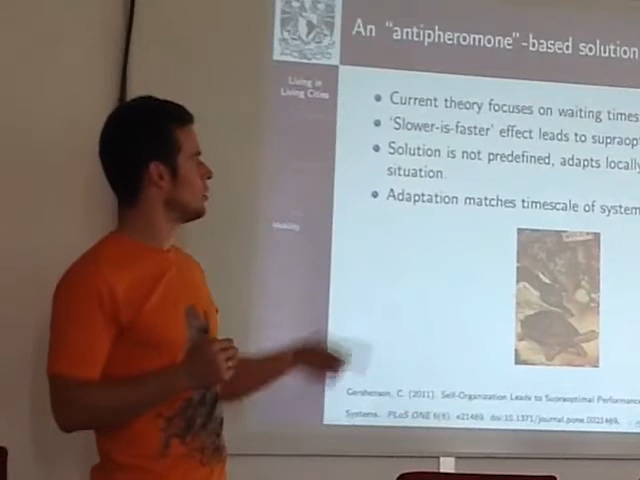 An “antipheromone”-based solution
Living in
Living Cities
Current theory focuses on waiting times
‘Slower-is-faster’ effect leads to supraop
Solution is not predefined, adapts locally
situation.
Adaptation matches timescale of system
Mobility
Gershenson, C. (2011). Self-Organization Leads to Supraoptimal Performance
Systems. PLoS ONE 6(6): e21469. doi:10.1371/journal.pone.0021469.